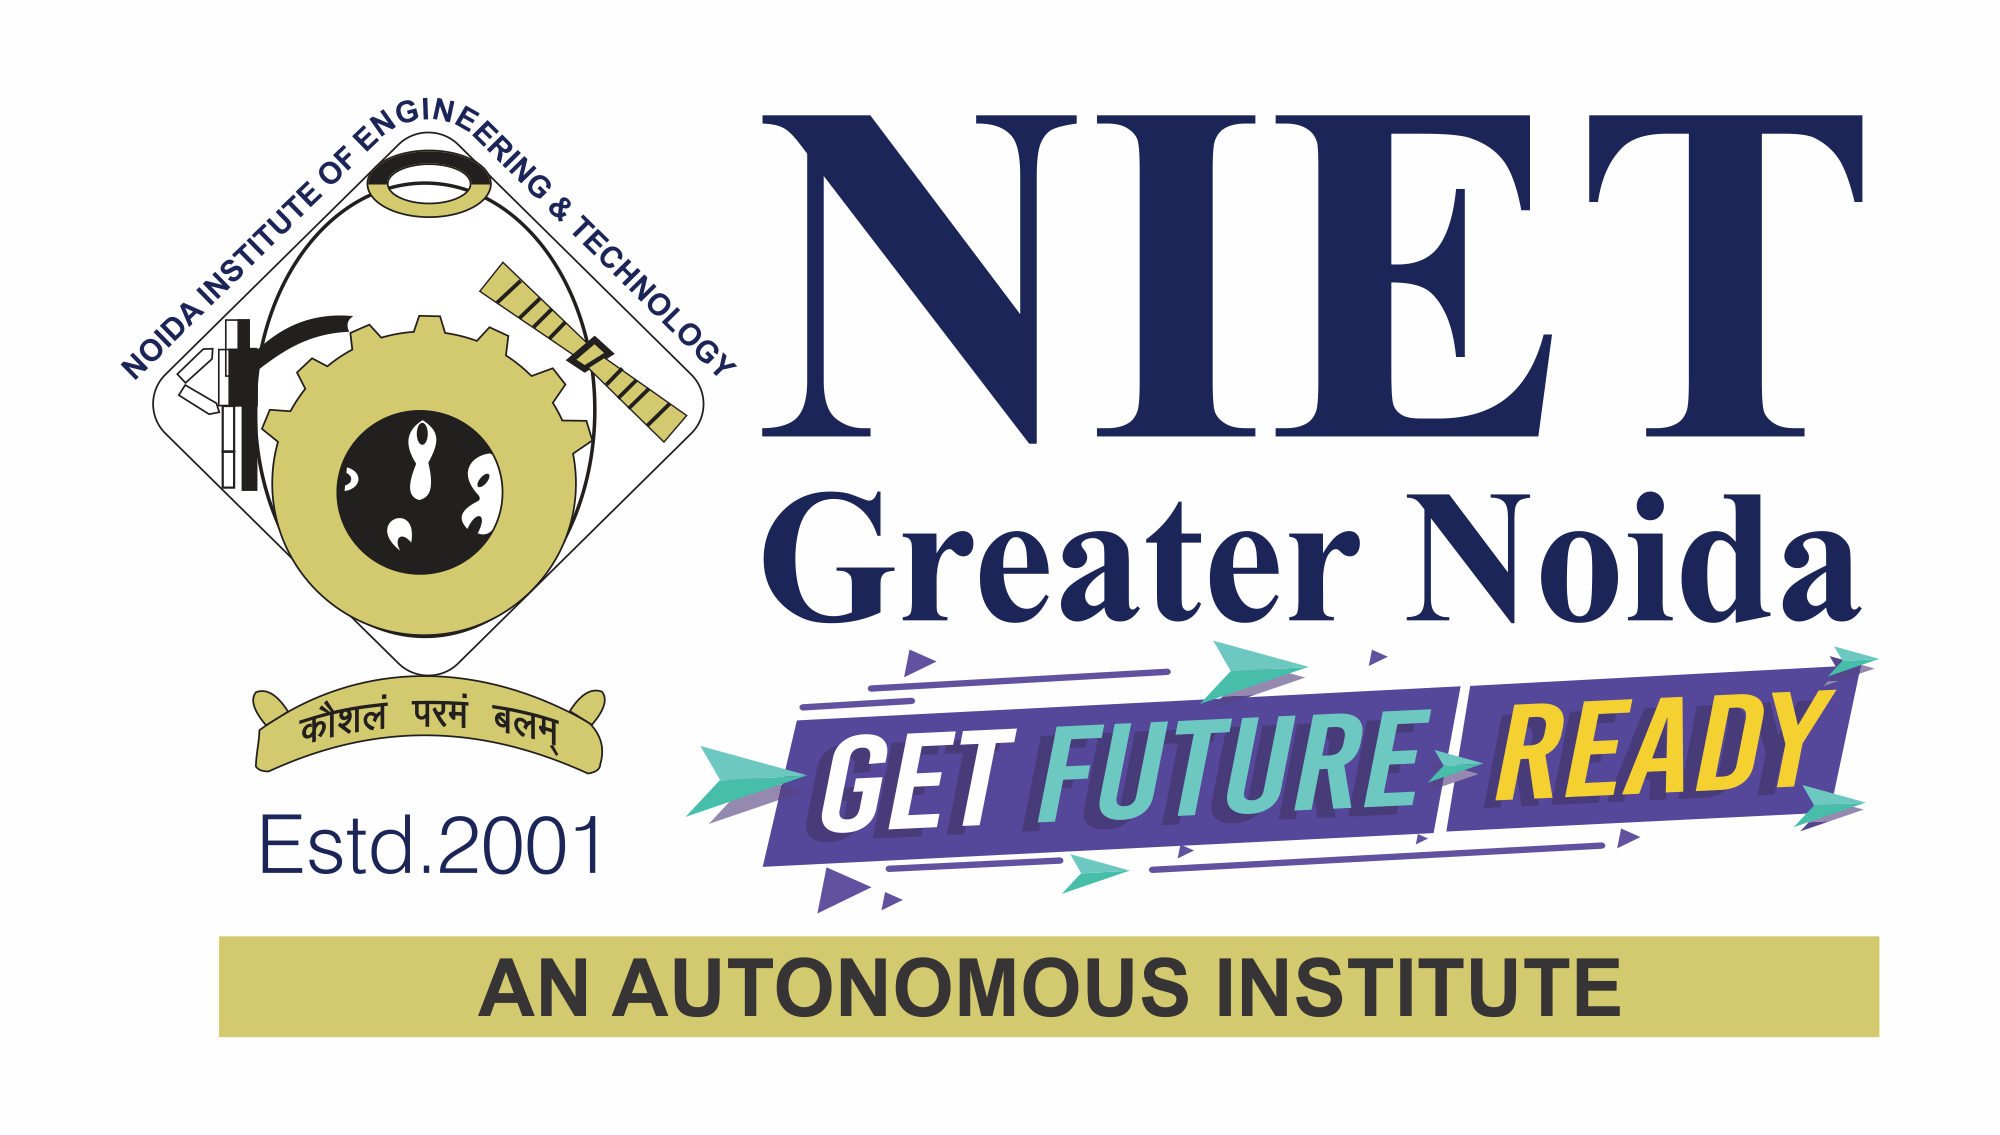 NOIDA INSTITUTE OF ENGINEERING & TECHNOLOGY
कौशलं परमं बलम्
Estd.2001
NIET
Greater Noida
GET FUTURE READY
AN AUTONOMOUS INSTITUTE